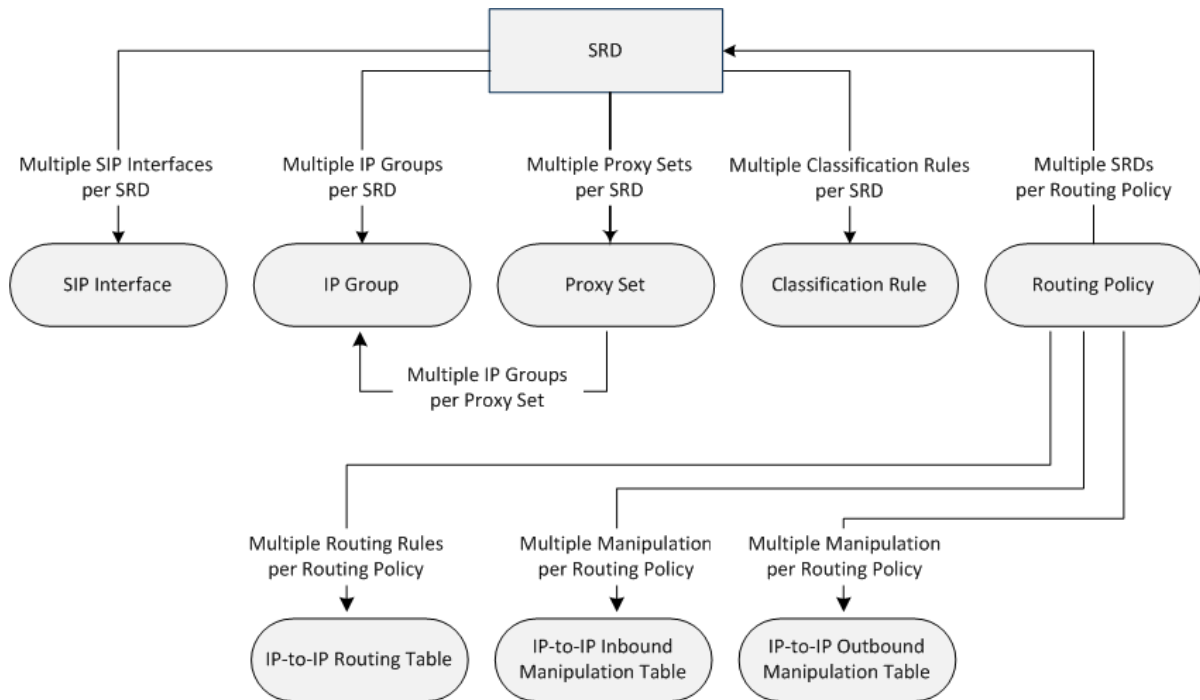 SRD
Multiple SIP Interfaces
per SRD
Multiple IP Groups
per SRD
Multiple Proxy Sets
per SRD
Multiple Classification Rules
per SRD
Multiple SRDs
per Routing Policy
SIP Interface
IP Group
Proxy Set
Classification Rule
Routing Policy
Multiple IP Groups
per Proxy Set
Multiple Routing Rules
per Routing Policy
Multiple Manipulation
per Routing Policy
Multiple Manipulation
per Routing Policy
IP-to-IP Routing Table
IP-to-IP Inbound
Manipulation Table
IP-to-IP Outbound
Manipulation Table